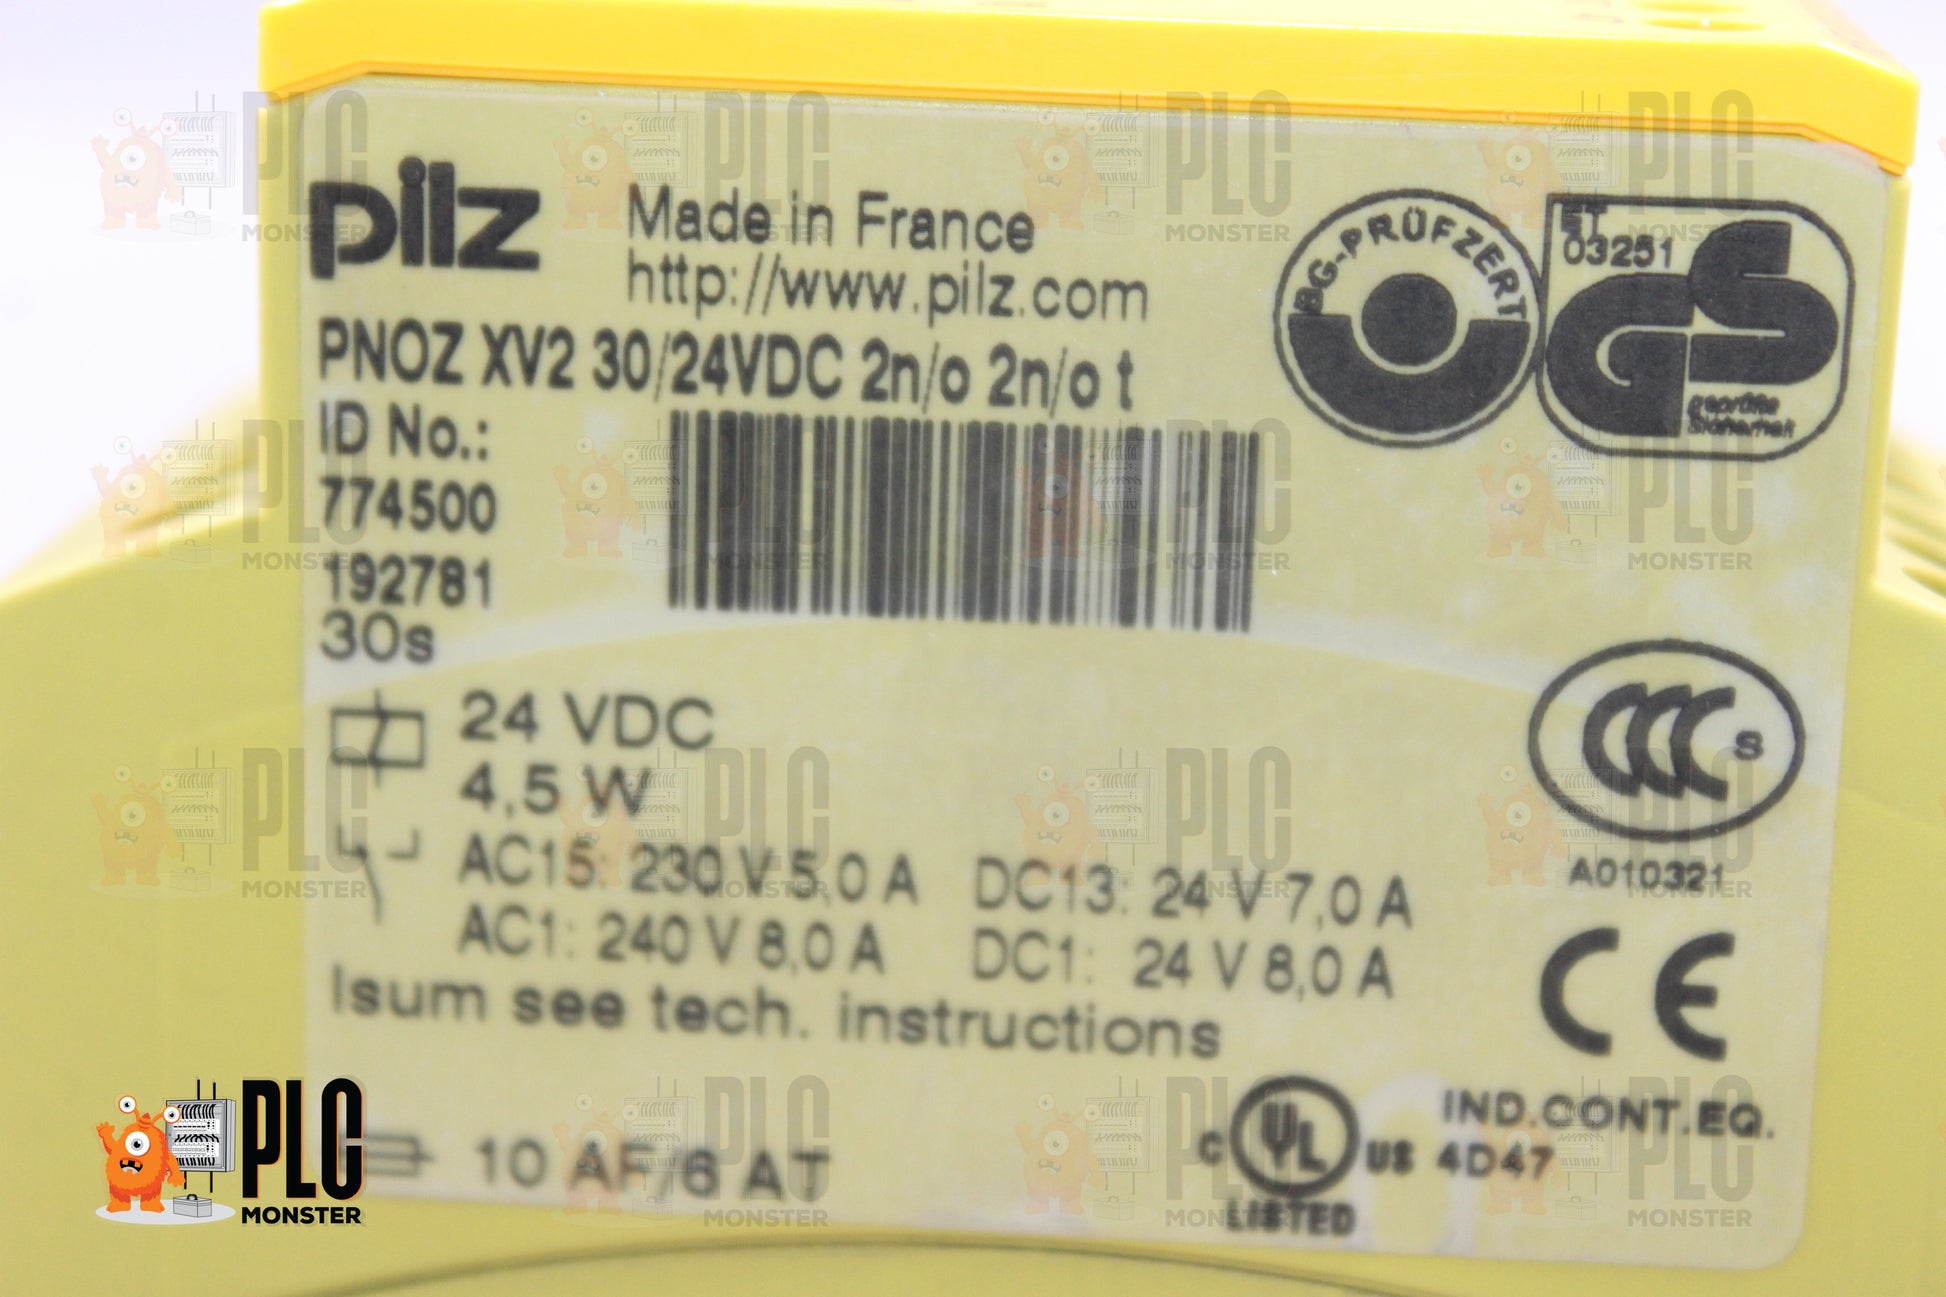 pilz
Made in France
http://www.pilz.com
PNOZ XV2 30/24VDC 2n/o 2n/o t
ID No.:
774500
192781
30s
BG-PRÜFZERT
ET
03251
GS
geprüfte
Sicherheit
24 VDC
4,5 W
AC15: 230 V 5,0 A DC13: 24 V 7,0 A
AC1: 240 V 8,0 A DC1: 24 V 8,0 A
Isum see tech. instructions
CCC S
A010321
CE
10 AF/6 AT
C UL US
LISTED
IND.CONT.EQ.
4D47
PLC
MONSTER